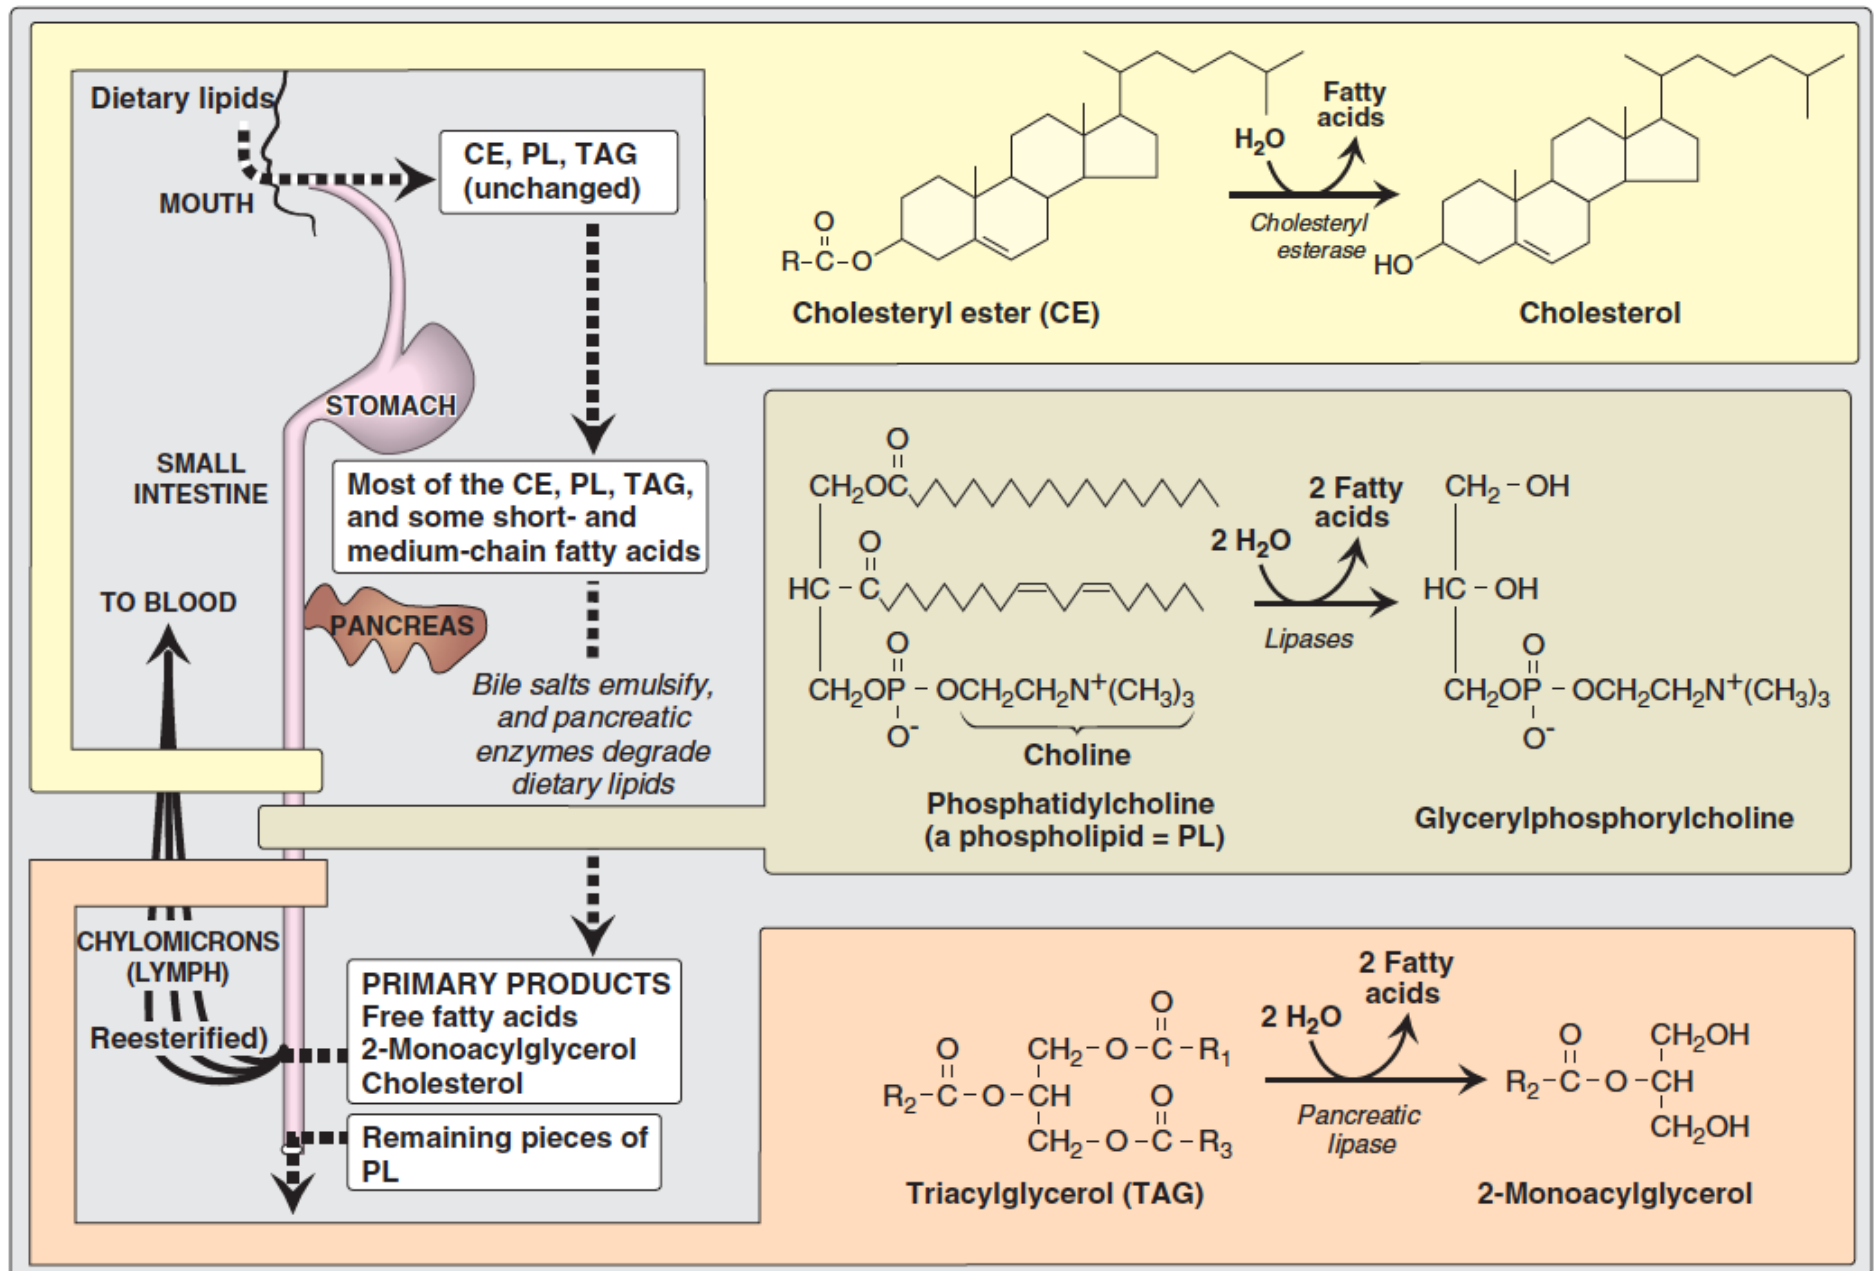 Dietary lipids
MOUTH
CE, PL, TAG
(unchanged)
STOMACH
SMALL
INTESTINE
Most of the CE, PL, TAG,
and some short- and
medium-chain fatty acids
TO BLOOD
PANCREAS
Bile salts emulsify,
and pancreatic
enzymes degrade
dietary lipids
CHYLOMICRONS
(LYMPH)
Reesterified)
PRIMARY PRODUCTS
Free fatty acids
2-Monoacylglycerol
Cholesterol
Remaining pieces of
PL
O
R–C–O
H₂O
Fatty
acids
Cholesteryl
esterase
HO
Cholesteryl ester (CE)
Cholesterol
O
CH₂OC
O
HC – C
O
CH₂OP – OCH₂CH₂N⁺(CH₃)₃
O⁻
Choline
Phosphatidylcholine
(a phospholipid = PL)
2 H₂O
2 Fatty
acids
Lipases
CH₂ – OH
HC – OH
O
CH₂OP – OCH₂CH₂N⁺(CH₃)₃
O⁻
Glycerylphosphorylcholine
O
CH₂–O–C–R₁
O
R₂–C–O–CH
O
CH₂–O–C–R₃
Triacylglycerol (TAG)
2 H₂O
2 Fatty
acids
Pancreatic
lipase
CH₂OH
O
R₂–C–O–CH
CH₂OH
2-Monoacylglycerol